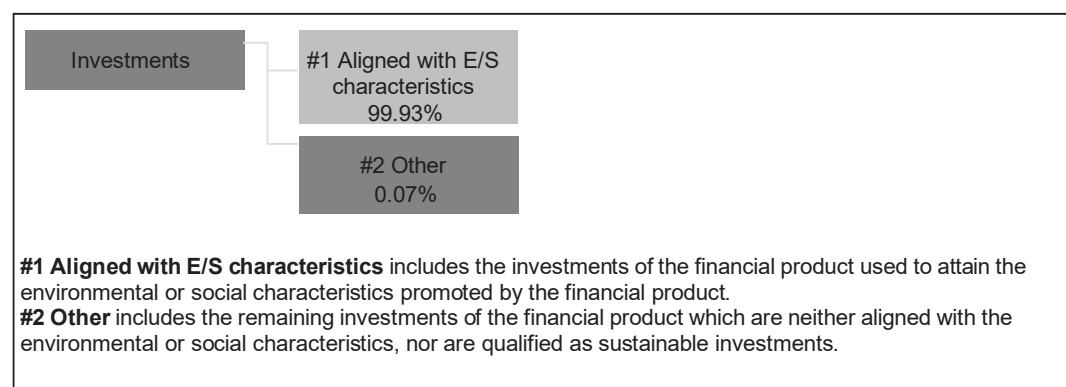 Investments
#1 Aligned with E/S
characteristics
99.93%
#2 Other
0.07%
#1 Aligned with E/S characteristics includes the investments of the financial product used to attain the
environmental or social characteristics promoted by the financial product.
#2 Other includes the remaining investments of the financial product which are neither aligned with the
environmental or social characteristics, nor are qualified as sustainable investments.